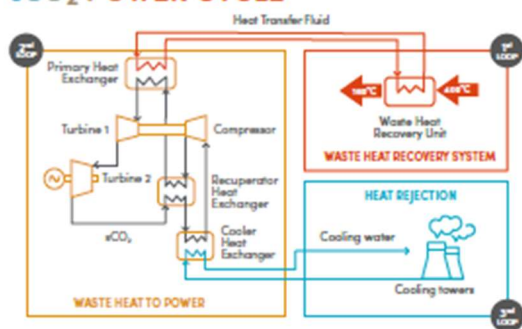 Heat Transfer Fluid
2nd
LOOP
Primary Heat
Exchanger
Turbine 1
Compressor
Turbine 2
Recuperator
Heat
Exchanger
sCO₂
Cooler
Heat
Exchanger
WASTE HEAT TO POWER
1st
LOOP
Waste Heat
Recovery Unit
WASTE HEAT RECOVERY SYSTEM
HEAT REJECTION
Cooling water
Cooling towers
3rd
LOOP